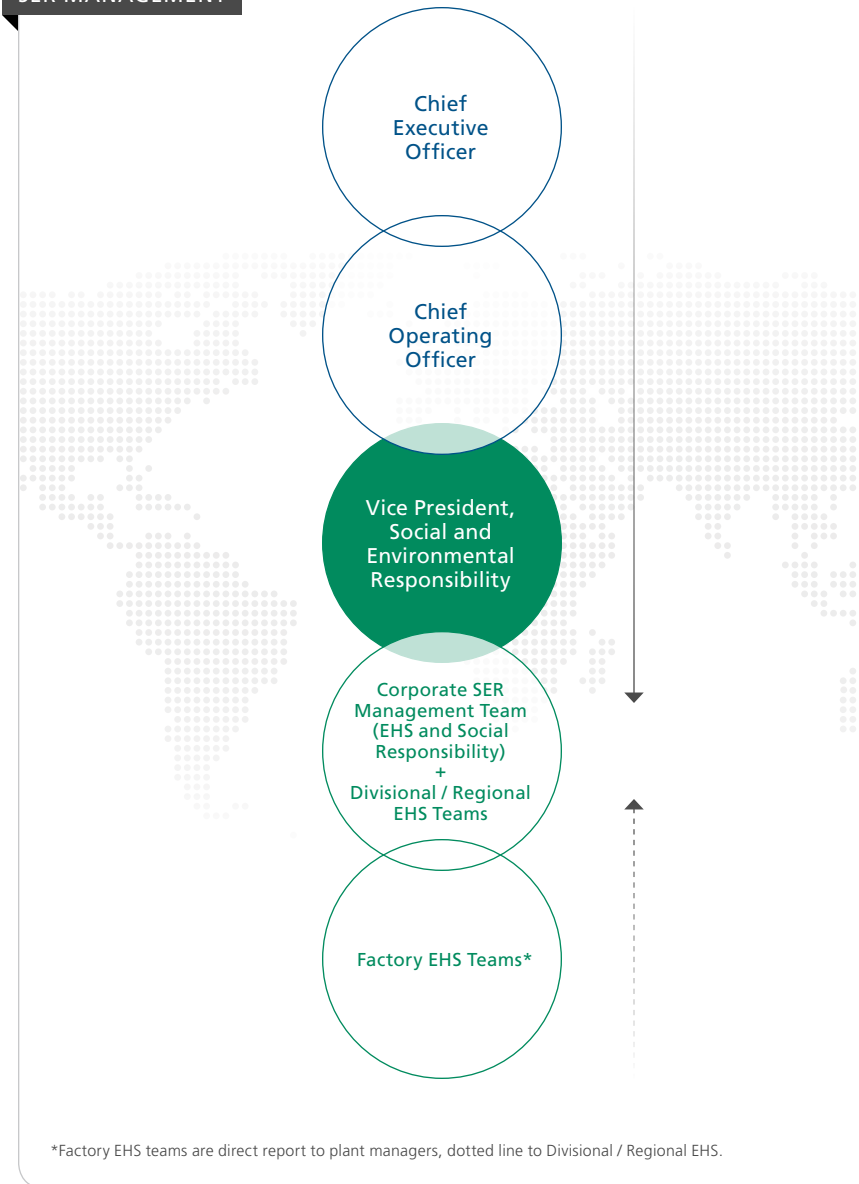 SER MANAGEMENT
Chief
Executive
Officer
Chief
Operating
Officer
Vice President,
Social and
Environmental
Responsibility
Corporate SER
Management Team
(EHS and Social
Responsibility)
+
Divisional / Regional
EHS Teams
Factory EHS Teams*
*Factory EHS teams are direct report to plant managers, dotted line to Divisional / Regional EHS.